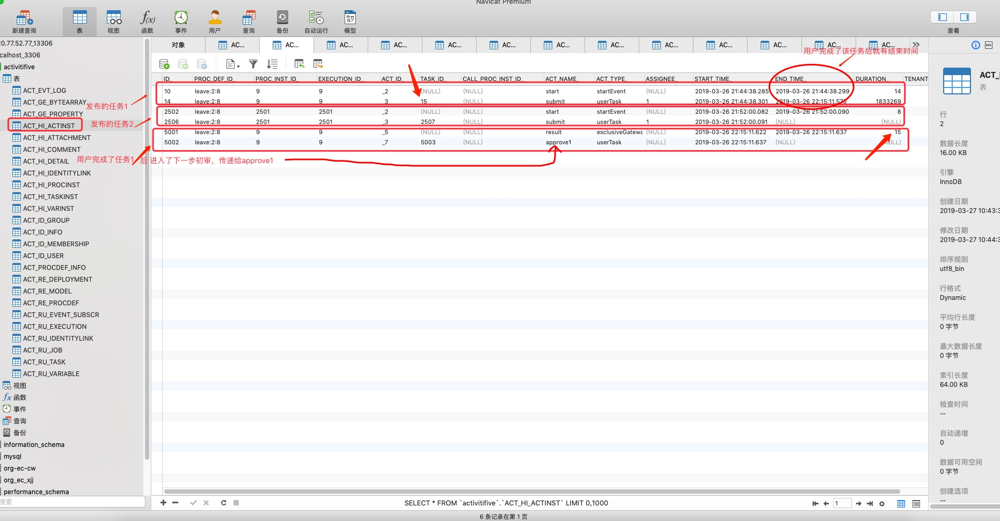 Navicat Premium
新建查询
表
视图
函数
事件
用户
查询
备份
自动运行
模型
查看
0.77.52.77_13306
calhost_3306
activitifive
表
ACT_EVT_LOG
ACT_GE_BYTEARRAY
ACT_GE_PROPERTY
ACT_HI_ACTINST
ACT_HI_ATTACHMENT
ACT_HI_COMMENT
ACT_HI_DETAIL
ACT_HI_IDENTITYLINK
ACT_HI_PROCINST
ACT_HI_TASKINST
ACT_HI_VARINST
ACT_ID_GROUP
ACT_ID_INFO
ACT_ID_MEMBERSHIP
ACT_ID_USER
ACT_PROCDEF_INFO
ACT_RE_DEPLOYMENT
ACT_RE_MODEL
ACT_RE_PROCDEF
ACT_RU_EVENT_SUBSCR
ACT_RU_EXECUTION
ACT_RU_IDENTITYLINK
ACT_RU_JOB
ACT_RU_TASK
ACT_RU_VARIABLE
视图
函数
事件
查询
备份
information_schema
mysql
org-ec-cw
org_ec_xjj
performance_schema
搜索
发布的任务1
发布的任务2
用户完成了任务1，后 进入了下一步初审，传递给approve1
对象 AC... AC... AC... AC... AC... AC... AC... AC... AC... AC... AC... AC... AC...
用户完成了该任务后就有结束时间
ID_ PROC_DEF_ID_ PROC_INST_ID_ EXECUTION_ID_ ACT_ID_ TASK_ID_ CALL_PROC_INST_ID_ ACT_NAME_ ACT_TYPE_ ASSIGNEE_ START_TIME_ END_TIME_ DURATION_ TENANT
10 leave:2:8 9 9 _2 (NULL) (NULL) start startEvent (NULL) 2019-03-26 21:44:38.285 2019-03-26 21:44:38.299 14
14 leave:2:8 9 9 _3 15 (NULL) submit userTask 1 2019-03-26 21:44:38.301 2019-03-26 22:15:11.570 1833269
2502 leave:2:8 2501 2501 _2 (NULL) (NULL) start startEvent (NULL) 2019-03-26 21:52:00.082 2019-03-26 21:52:00.090 8
2506 leave:2:8 2501 2501 _3 2507 (NULL) submit userTask 1 2019-03-26 21:52:00.091 (NULL) (NULL)
5001 leave:2:8 9 9 _5 (NULL) (NULL) result exclusiveGatewa (NULL) 2019-03-26 22:15:11.622 2019-03-26 22:15:11.637 15
5002 leave:2:8 9 9 _7 5003 (NULL) approve1 userTask (NULL) 2019-03-26 22:15:11.637 (NULL) (NULL)
SELECT * FROM `activitifive`.`ACT_HI_ACTINST` LIMIT 0,1000
1
6 条记录在第 1 页
DDL
ACT_
表
行
2
数据长度
16.00 KB
引擎
InnoDB
创建日期
2019-03-27 10:43:3
修改日期
2019-03-27 10:44:3
排序规则
utf8_bin
行格式
Dynamic
平均行长度
0 字节
最大数据长度
0 字节
索引长度
64.00 KB
检查时间
--
自动递增
0
数据可用空间
0 字节
创建选项
--